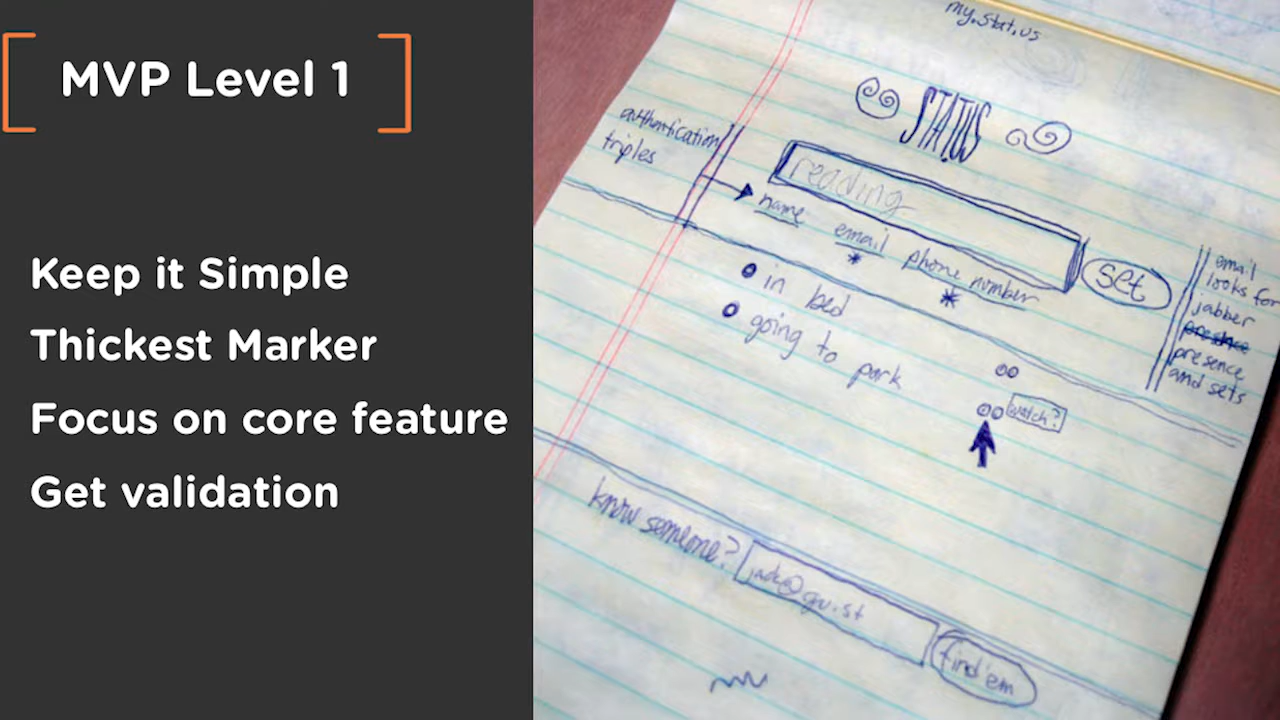 MVP Level 1
Keep it Simple
Thickest Marker
Focus on core feature
Get validation
my.stat.us
STAT.US
authentication
triples
reading
name
email
phone number
*
*
set
in bed
going to park
email
looks for
jabber
presence
and sets
watch?
know someone?
jack@gu.st
find'em